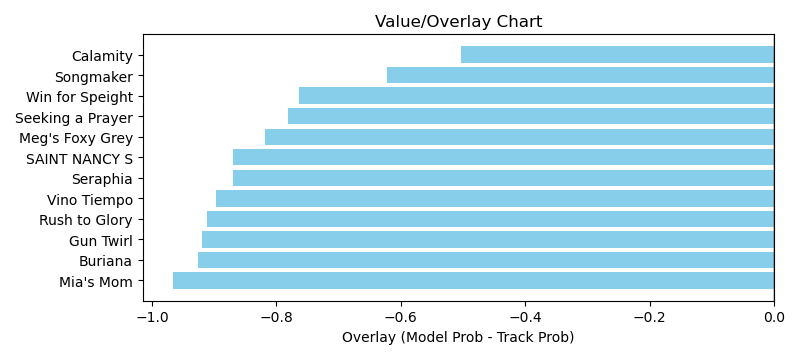 Value/Overlay Chart
Calamity
Songmaker
Win for Speight
Seeking a Prayer
Meg's Foxy Grey
SAINT NANCY S
Seraphia
Vino Tiempo
Rush to Glory
Gun Twirl
Buriana
Mia's Mom
−1.0 −0.8 −0.6 −0.4 −0.2 0.0
Overlay (Model Prob - Track Prob)